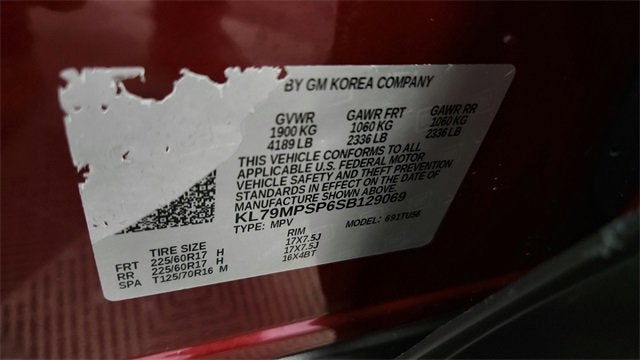 BY GM KOREA COMPANY
GVWR GAWR FRT GAWR RR
1900 KG 1060 KG 1060 KG
4189 LB 2336 LB 2336 LB
THIS VEHICLE CONFORMS TO ALL
APPLICABLE U.S. FEDERAL MOTOR
VEHICLE SAFETY AND THEFT PREVENTION
STANDARDS IN EFFECT ON THE DATE OF
MANUFACTURE SHOWN ABOVE.
KL79MPSP6SB129069
TYPE: MPV MODEL: 691TU56
TIRE SIZE RIM
FRT 225/60R17 H 17X7.5J
RR 225/60R17 H 17X7.5J
SPA T125/70R16 M 16X4BT